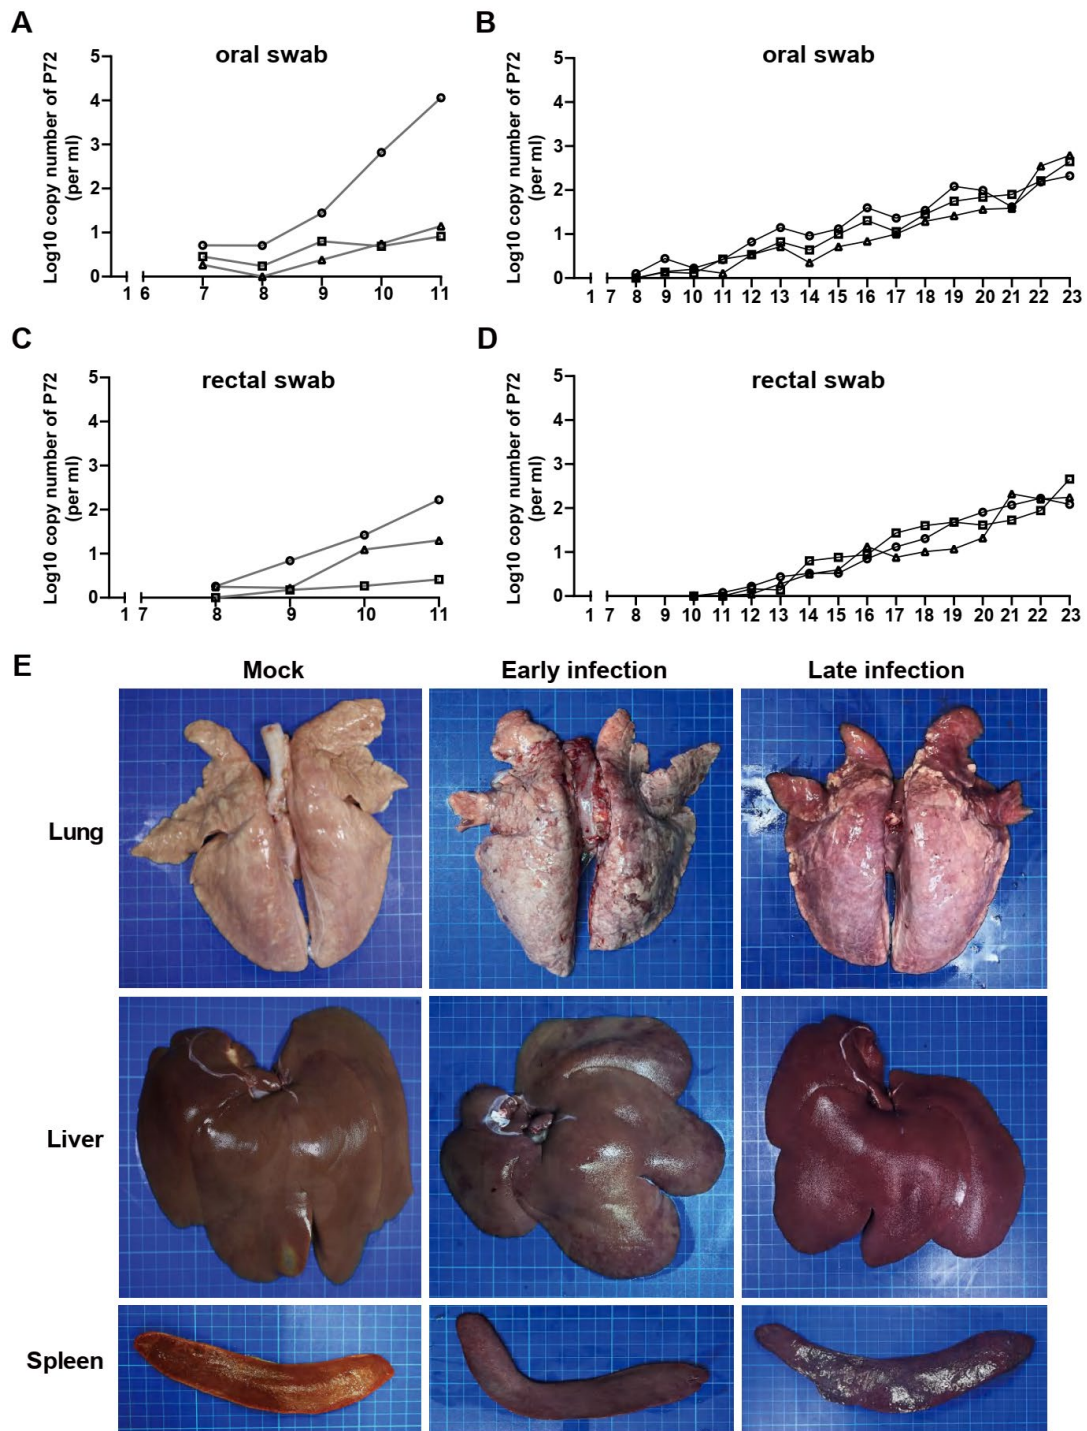 A
oral swab
Log10 copy number of P72
(per ml)
5
4
3
2
1
0
1 6 7 8 9 10 11
B
oral swab
Log10 copy number of P72
(per ml)
5
4
3
2
1
0
1 7 8 9 10 11 12 13 14 15 16 17 18 19 20 21 22 23
C
rectal swab
Log10 copy number of P72
(per ml)
5
4
3
2
1
0
1 7 8 9 10 11
D
rectal swab
Log10 copy number of P72
(per ml)
5
4
3
2
1
0
1 7 8 9 10 11 12 13 14 15 16 17 18 19 20 21 22 23
E
Mock Early infection Late infection
Lung
Liver
Spleen